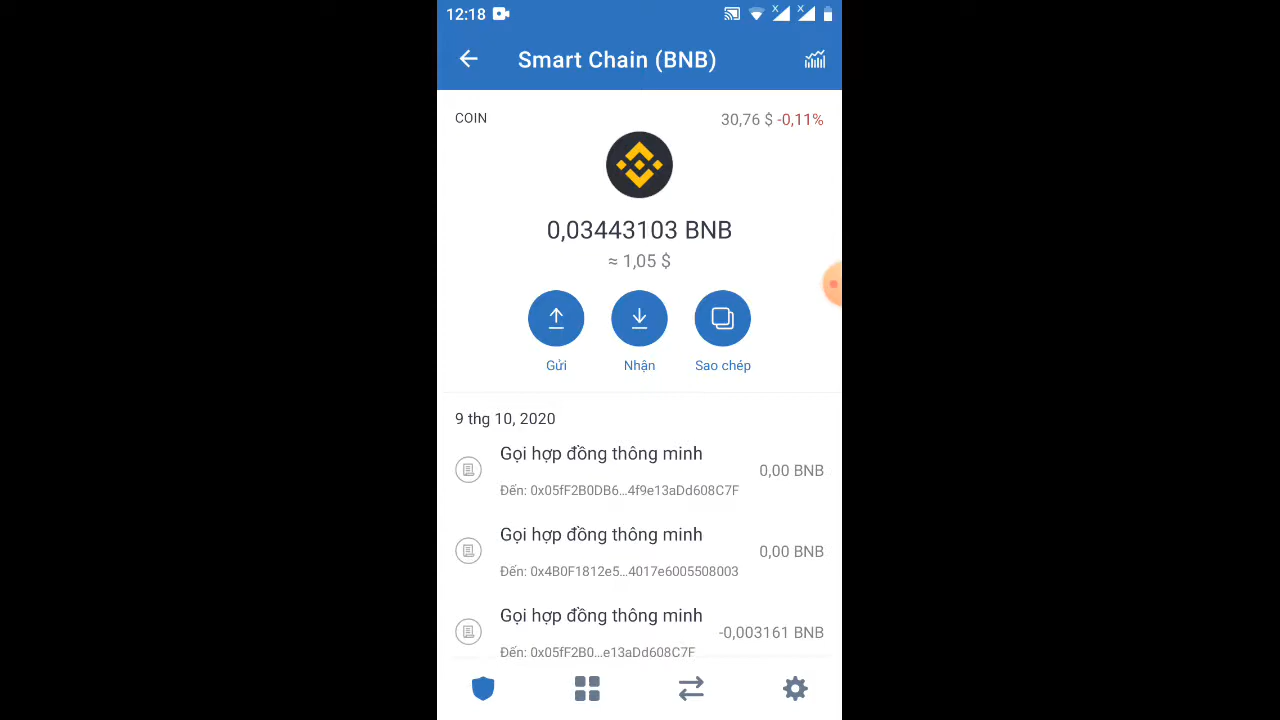 12:18
Smart Chain (BNB)
COIN
30,76 $ -0,11%
0,03443103 BNB
≈ 1,05 $
Gửi
Nhận
Sao chép
9 thg 10, 2020
Gọi hợp đồng thông minh
0,00 BNB
Đến: 0x05fF2B0DB6...4f9e13aDd608C7F
Gọi hợp đồng thông minh
0,00 BNB
Đến: 0x4B0F1812e5...4017e6005508003
Gọi hợp đồng thông minh
-0,003161 BNB
Đến: 0x05fF2B0...e13aDd608C7F